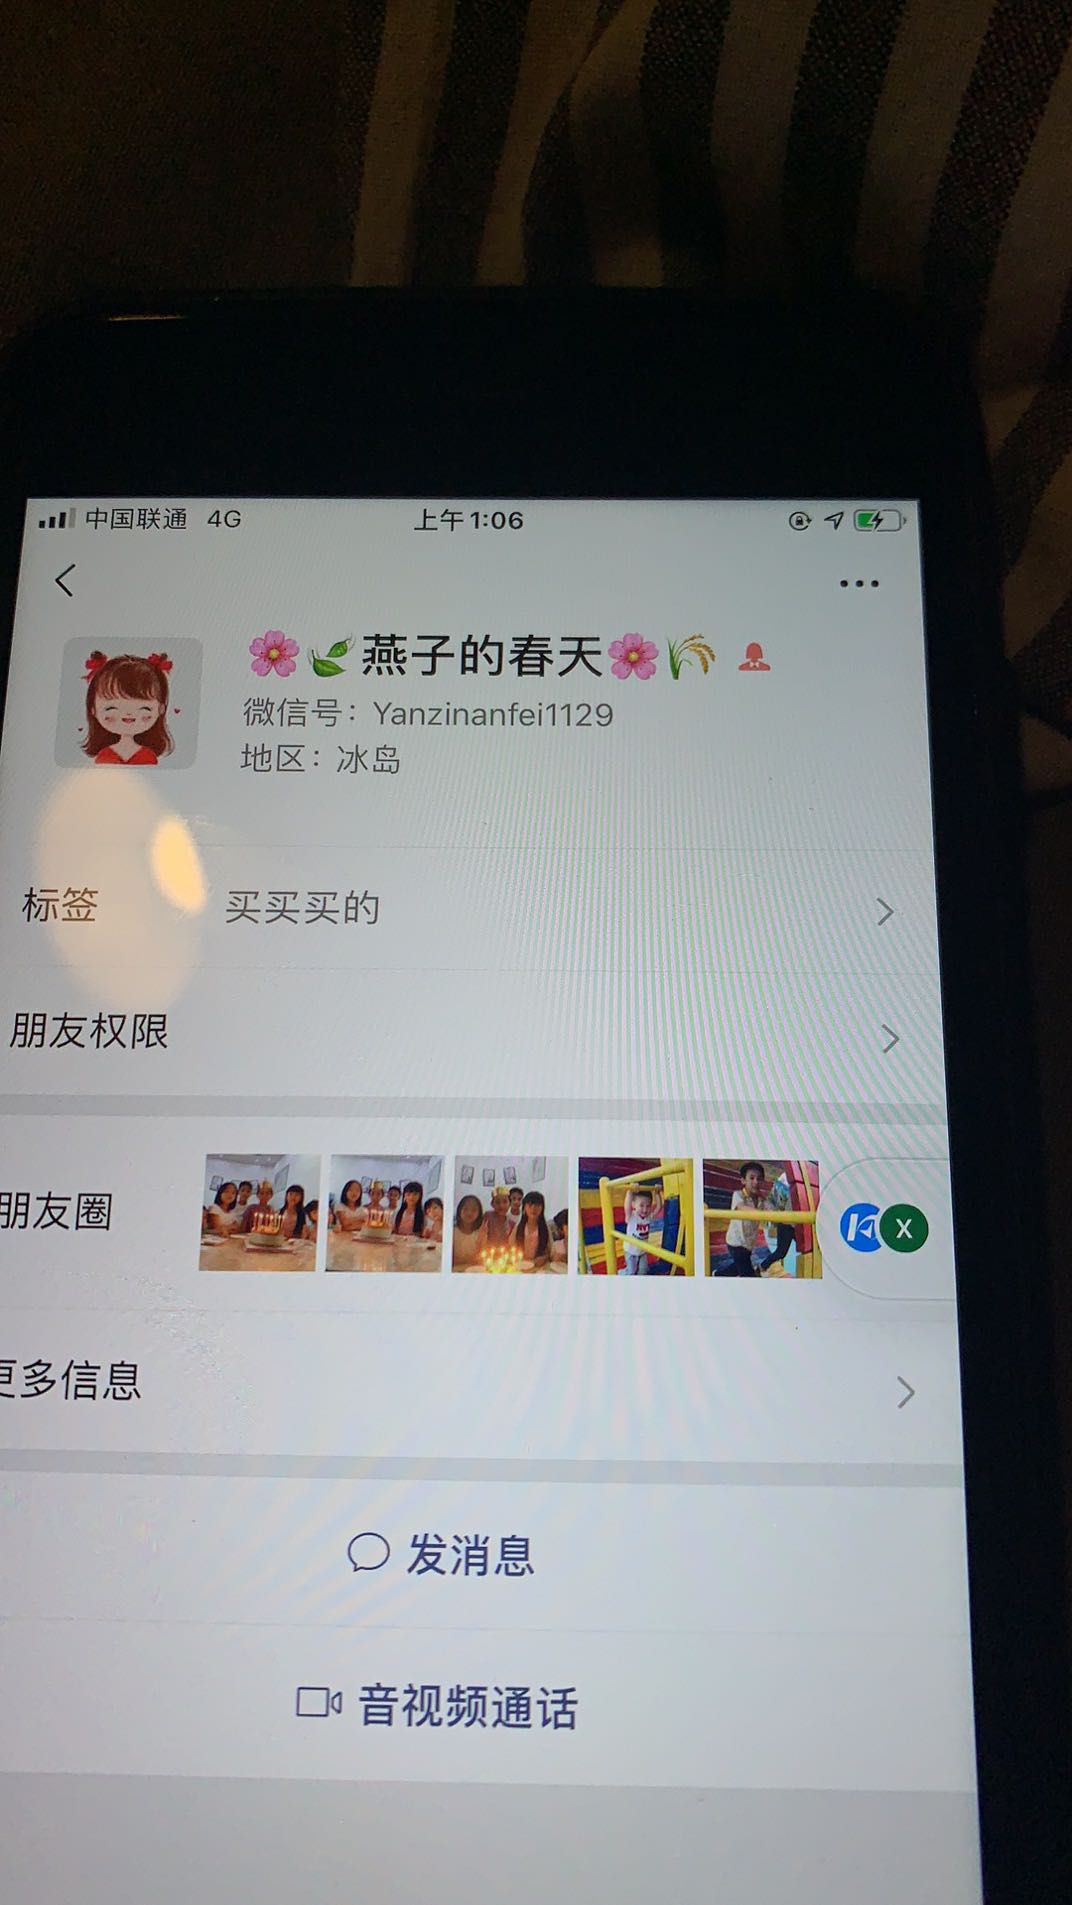 中国联通 4G 上午1:06
🌸🌿燕子的春天🌸🌾
微信号：Yanzinanfei1129
地区：冰岛
标签 买买买的
朋友权限
朋友圈
X
更多信息
发消息
音视频通话